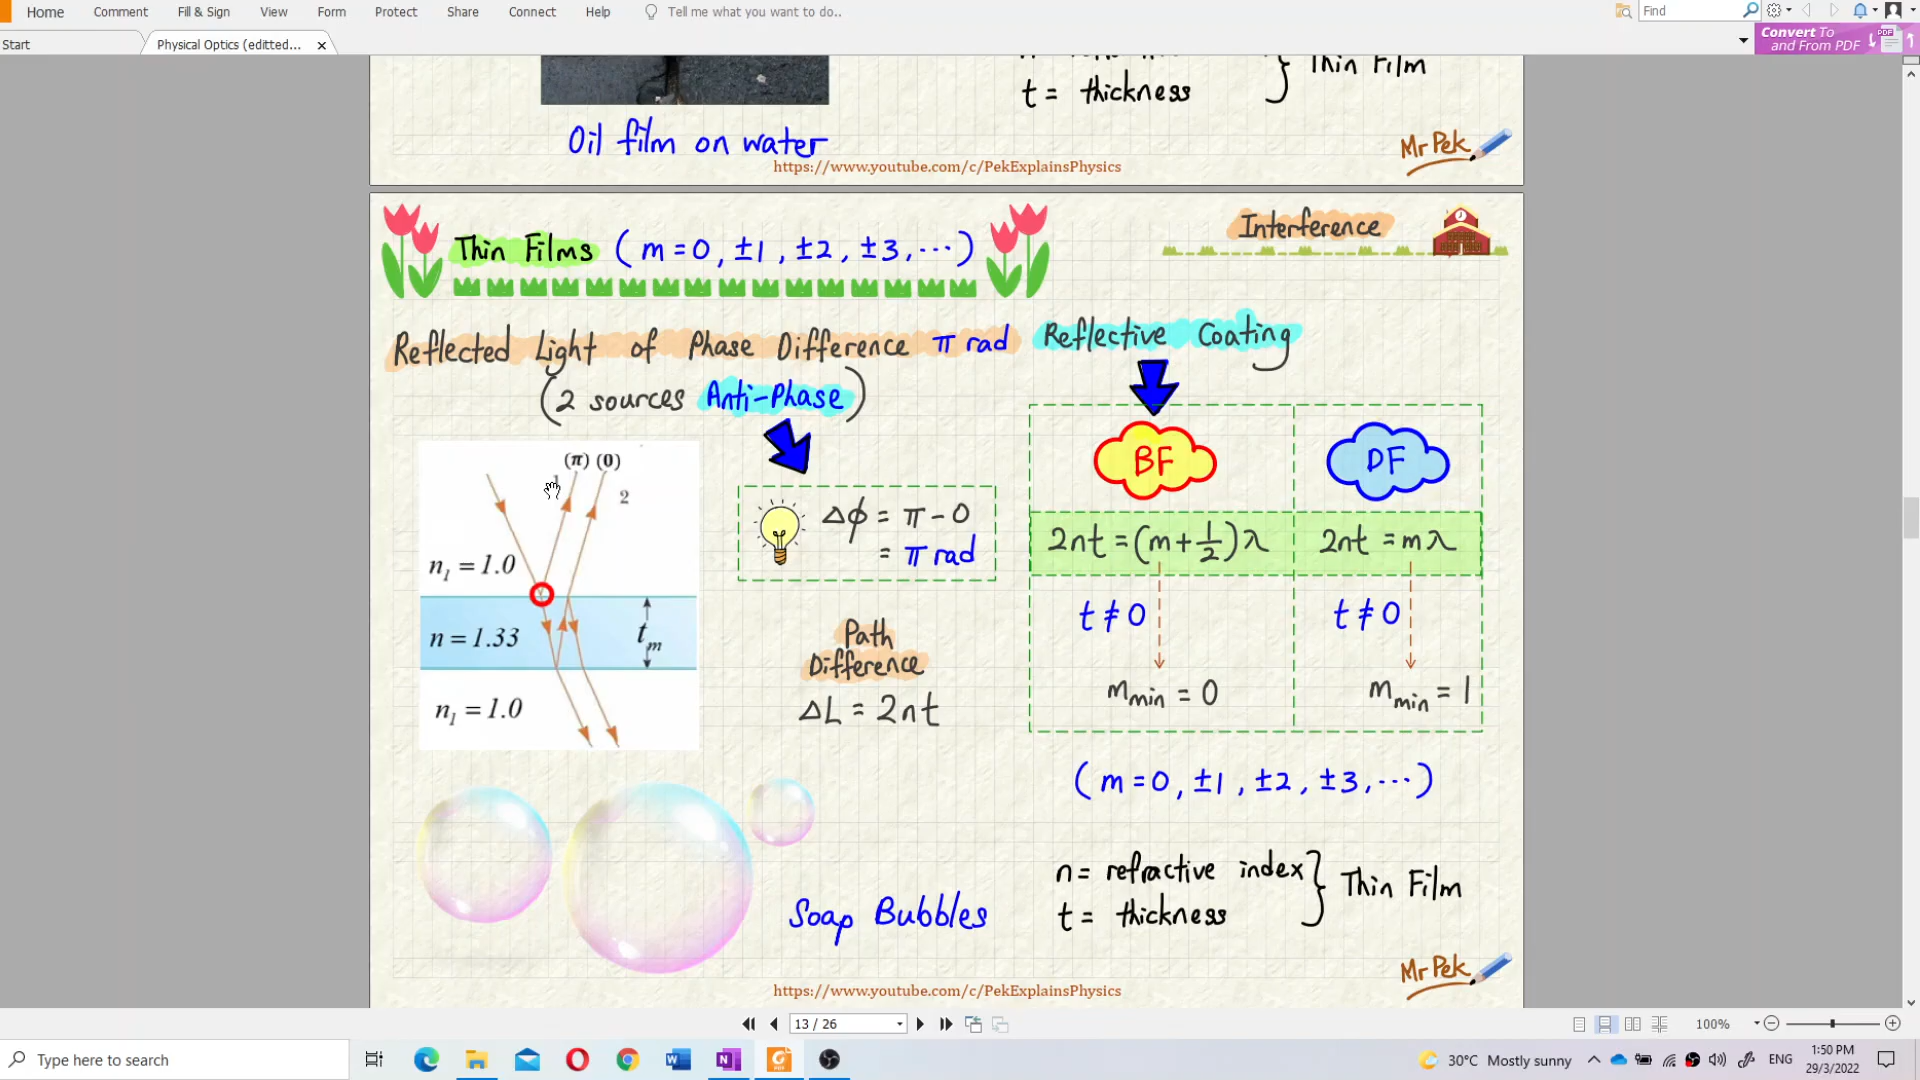 Home Comment Fill & Sign View Form Protect Share Connect Help Tell me what you want to do.. Find
Start Physical Optics (editted... × Convert To and From PDF
Thin Film
t = thickness
Oil film on water
Mr Pek
https://www.youtube.com/c/PekExplainsPhysics
Thin Films (m=0, ±1, ±2, ±3, ...)
Interference
Reflected Light of Phase Difference π rad
(2 sources Anti-Phase)
Reflective Coating
BF DF
(π) (0)
2
Δϕ = π - 0
= π rad
2nt = (m+1/2)λ 2nt = mλ
n₁ = 1.0
t ≠ 0 t ≠ 0
n = 1.33
tm
Path
Difference
ΔL = 2nt
n₁ = 1.0
mmin = 0 mmin = 1
(m=0, ±1, ±2, ±3, ...)
n = refractive index
t = thickness
} Thin Film
Soap Bubbles
Mr Pek
https://www.youtube.com/c/PekExplainsPhysics
13 / 26 100%
Type here to search
30°C Mostly sunny ENG
1:50 PM
29/3/2022